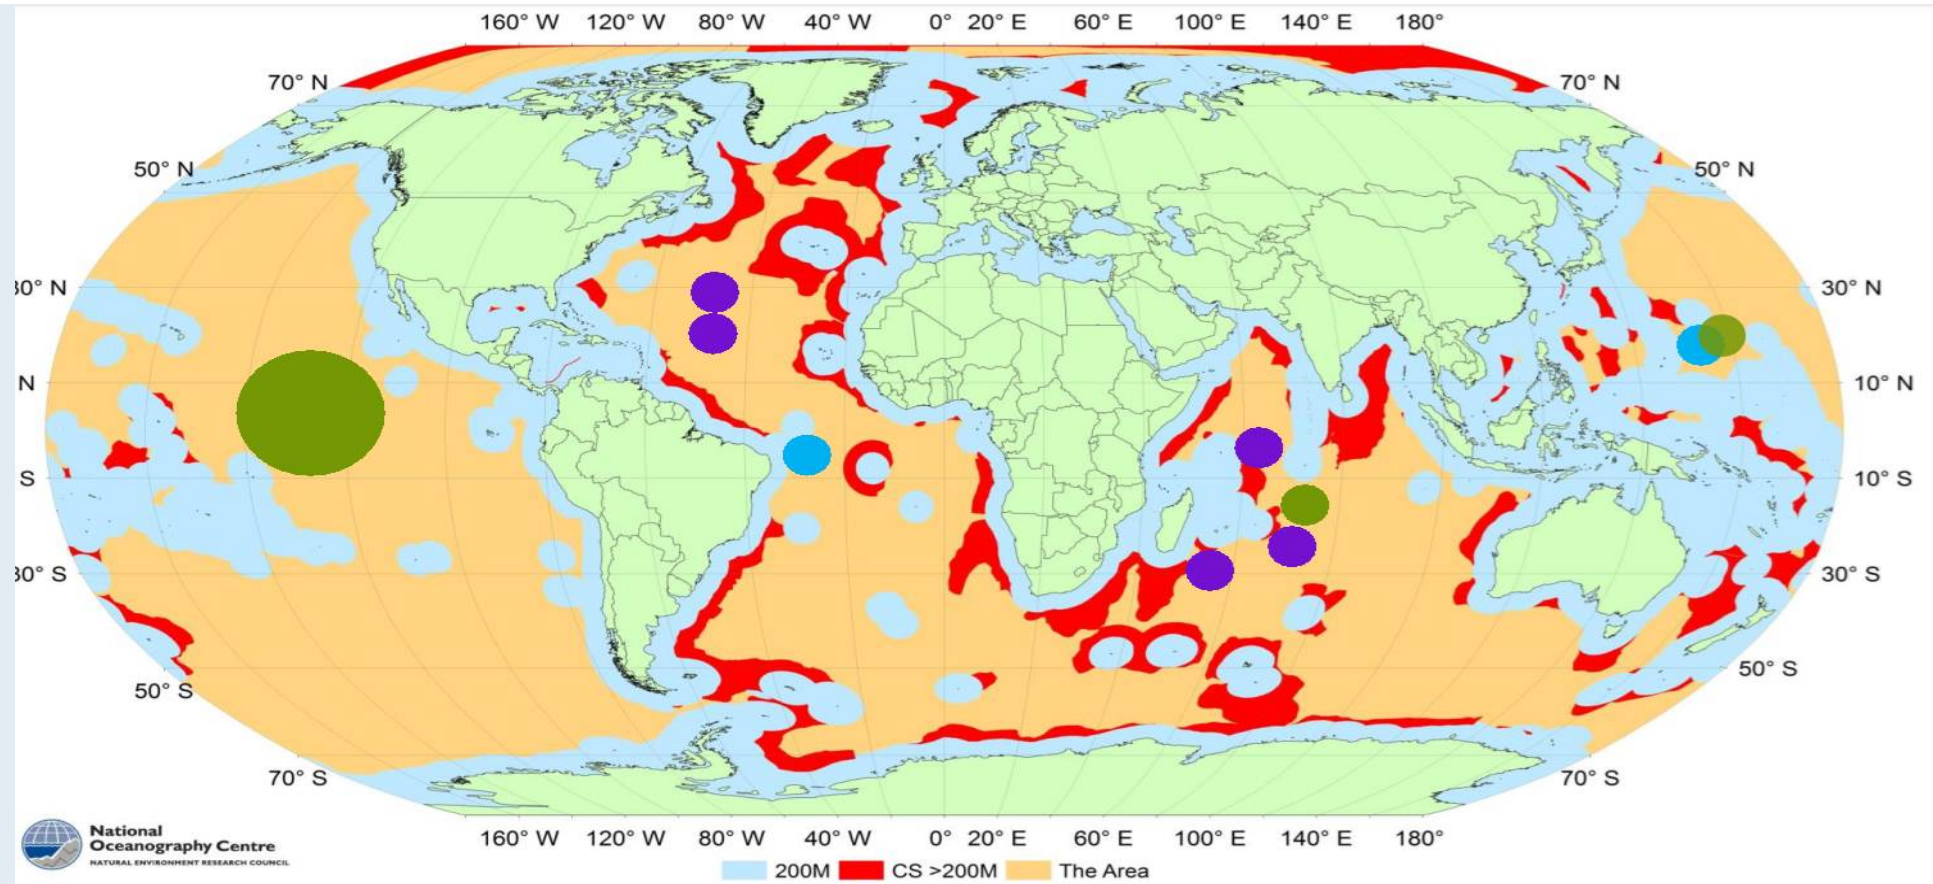 160° W 120° W 80° W 40° W 0° 20° E 60° E 100° E 140° E 180°
70° N 70° N
50° N 50° N
30° N 30° N
N 10° N
S 10° S
30° S 30° S
50° S 50° S
70° S 70° S
160° W 120° W 80° W 40° W 0° 20° E 60° E 100° E 140° E 180°
National
Oceanography Centre
NATURAL ENVIRONMENT RESEARCH COUNCIL
200M CS >200M The Area